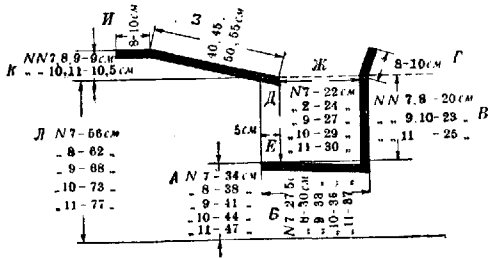 И
8-10см
З
40, 45,
50, 55см
Г
8-10см
К
NN 7,8,9-9см
„ „ 10,11-10,5см
Ж
Д
N 7-22см
„ 2-24 „
„ 9-27 „
„ 10-29 „
„ 11-30 „
NN 7,8-20см
„ „ 9.10-23 „
„ 11 -25 „
В
Л
N 7-56см
„ 8-62 „
„ 9-68 „
„ 10-73 „
„ 11-77 „
5см
Е
А
N 7-34см
„ 8-38 „
„ 9-41 „
„ 10-44 „
„ 11-47 „
Б
N 7-27,5см
„ 8-30см
„ 9-33 „
„ 10-35 „
„ 11-37 „